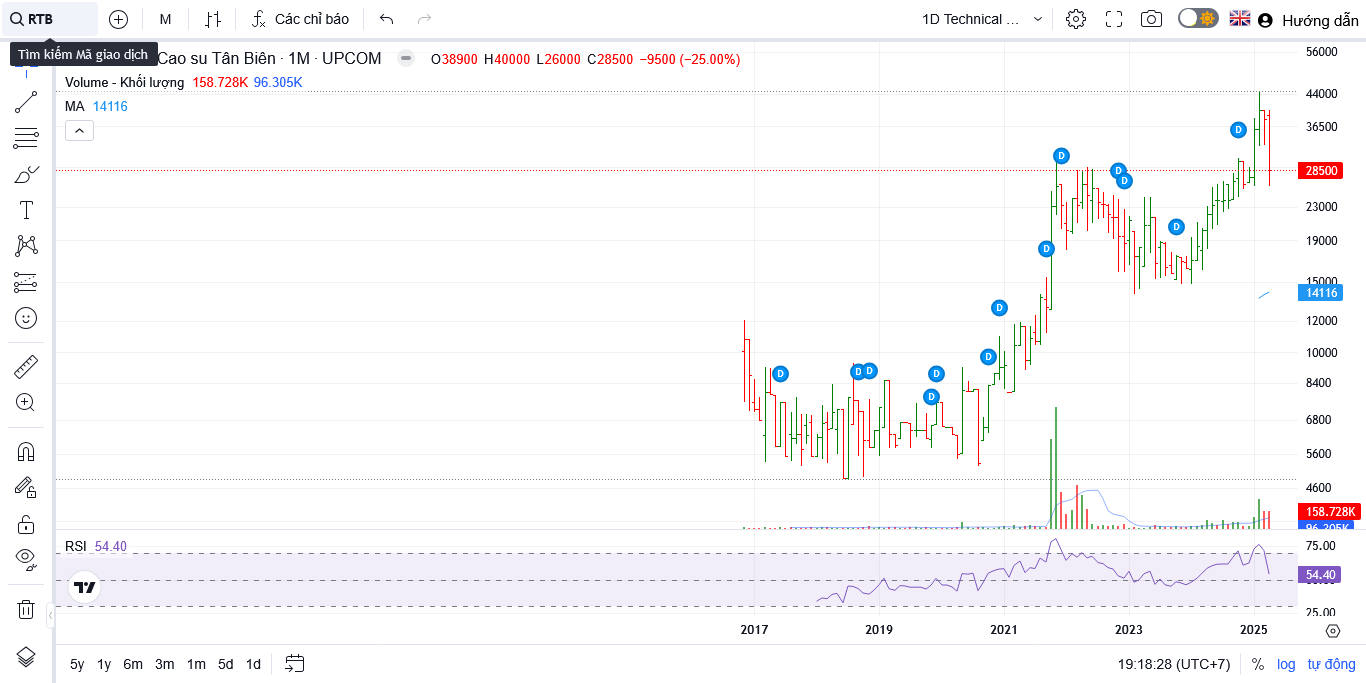 RTB
M
Các chỉ báo
1D Technical ...
Hướng dẫn
Tìm kiếm Mã giao dịch
Cao su Tân Biên · 1M · UPCOM
O38900 H40000 L26000 C28500 −9500 (−25.00%)
Volume - Khối lượng 158.728K 96.305K
MA 14116
56000
44000
36500
28500
23000
19000
15000
14116
12000
10000
8400
6800
5600
4600
158.728K
96.305K
D
D
D
D
D
D
D
D
D
D
D
D
D
RSI 54.40
75.00
54.40
25.00
2017 2019 2021 2023 2025
5y 1y 6m 3m 1m 5d 1d
19:18:28 (UTC+7) % log tự động